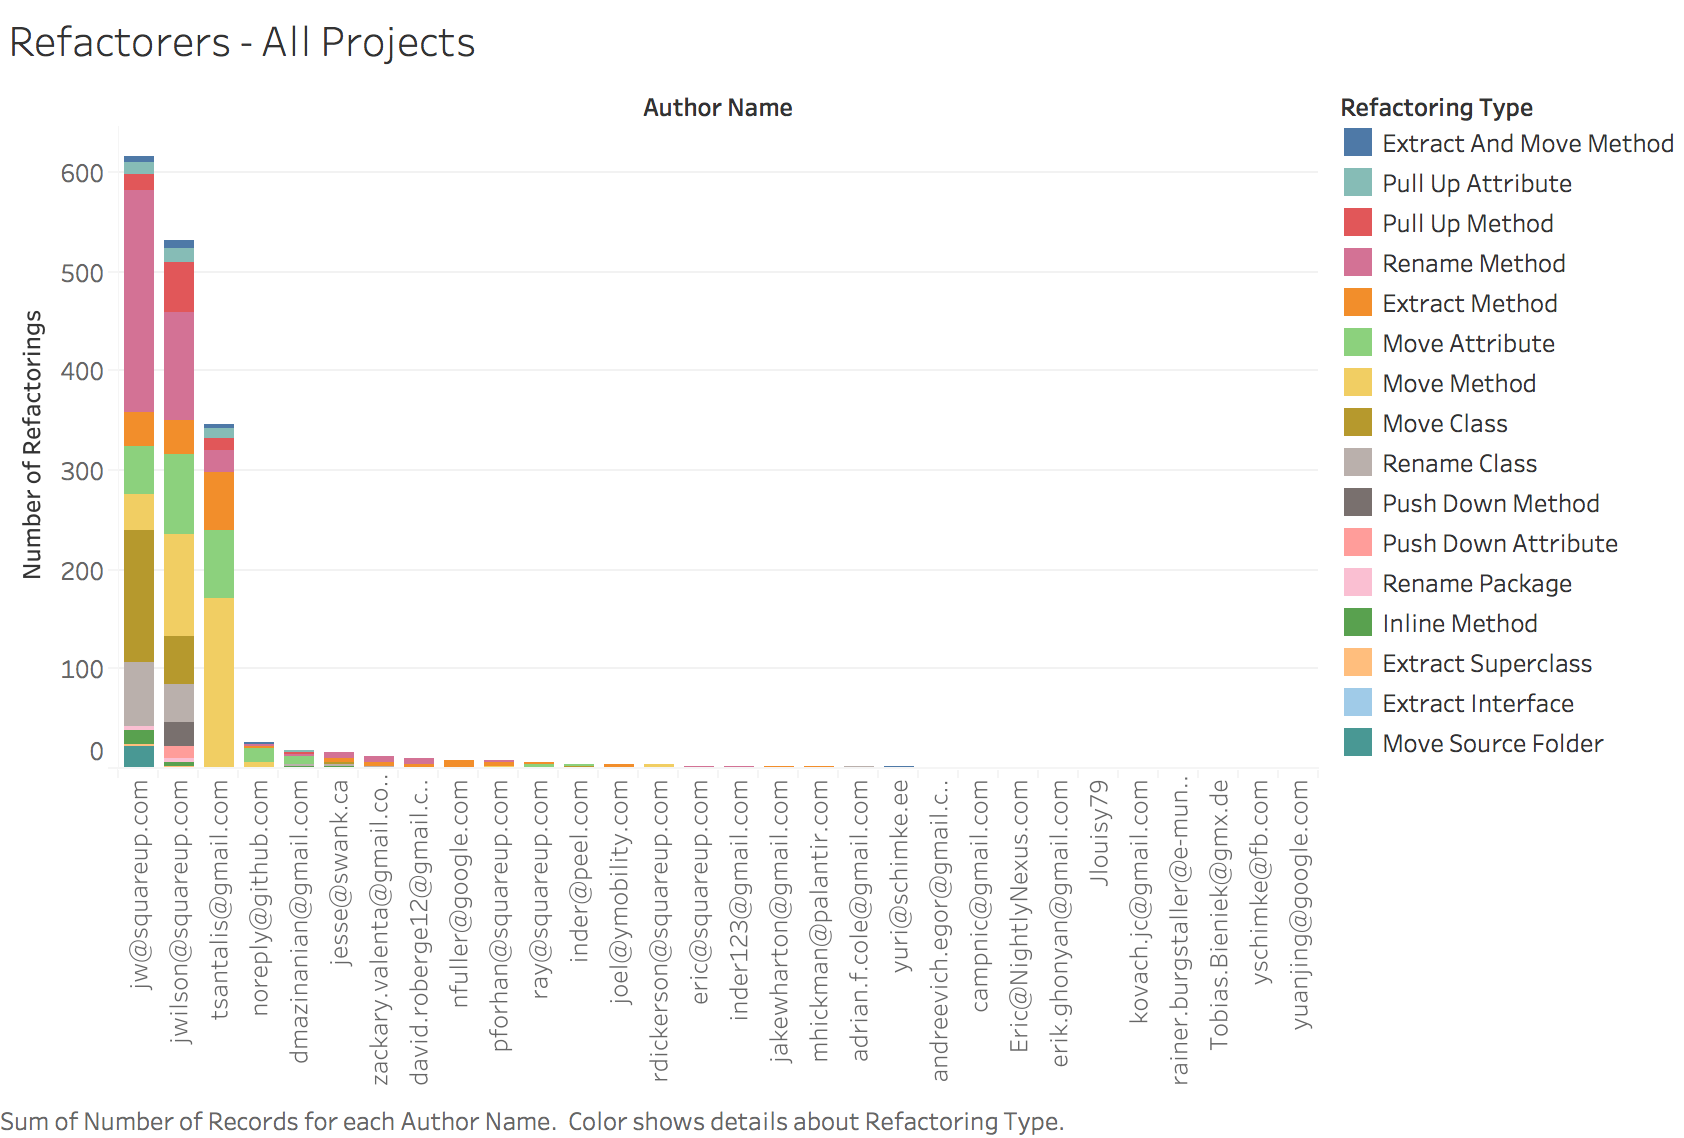 Refactorers - All Projects
Author Name
Number of Refactorings
600
500
400
300
200
100
0
jw@squareup.com
jwilson@squareup.com
tsantalis@gmail.com
noreply@github.com
dmazinanian@gmail.com
jesse@swank.ca
zackary.valenta@gmail.co..
david.roberge12@gmail.c..
nfuller@google.com
pforhan@squareup.com
ray@squareup.com
inder@peel.com
joel@ymobility.com
rdickerson@squareup.com
eric@squareup.com
inder123@gmail.com
jakewharton@gmail.com
mhickman@palantir.com
adrian.f.cole@gmail.com
yuri@schimke.ee
andreevich.egor@gmail.c..
campnic@gmail.com
Eric@NightlyNexus.com
erik.ghonyan@gmail.com
Jlouisy79
kovach.jc@gmail.com
rainer.burgstaller@e-mun..
Tobias.Bieniek@gmx.de
yschimke@fb.com
yuanjing@google.com
Refactoring Type
Extract And Move Method
Pull Up Attribute
Pull Up Method
Rename Method
Extract Method
Move Attribute
Move Method
Move Class
Rename Class
Push Down Method
Push Down Attribute
Rename Package
Inline Method
Extract Superclass
Extract Interface
Move Source Folder
Sum of Number of Records for each Author Name.  Color shows details about Refactoring Type.